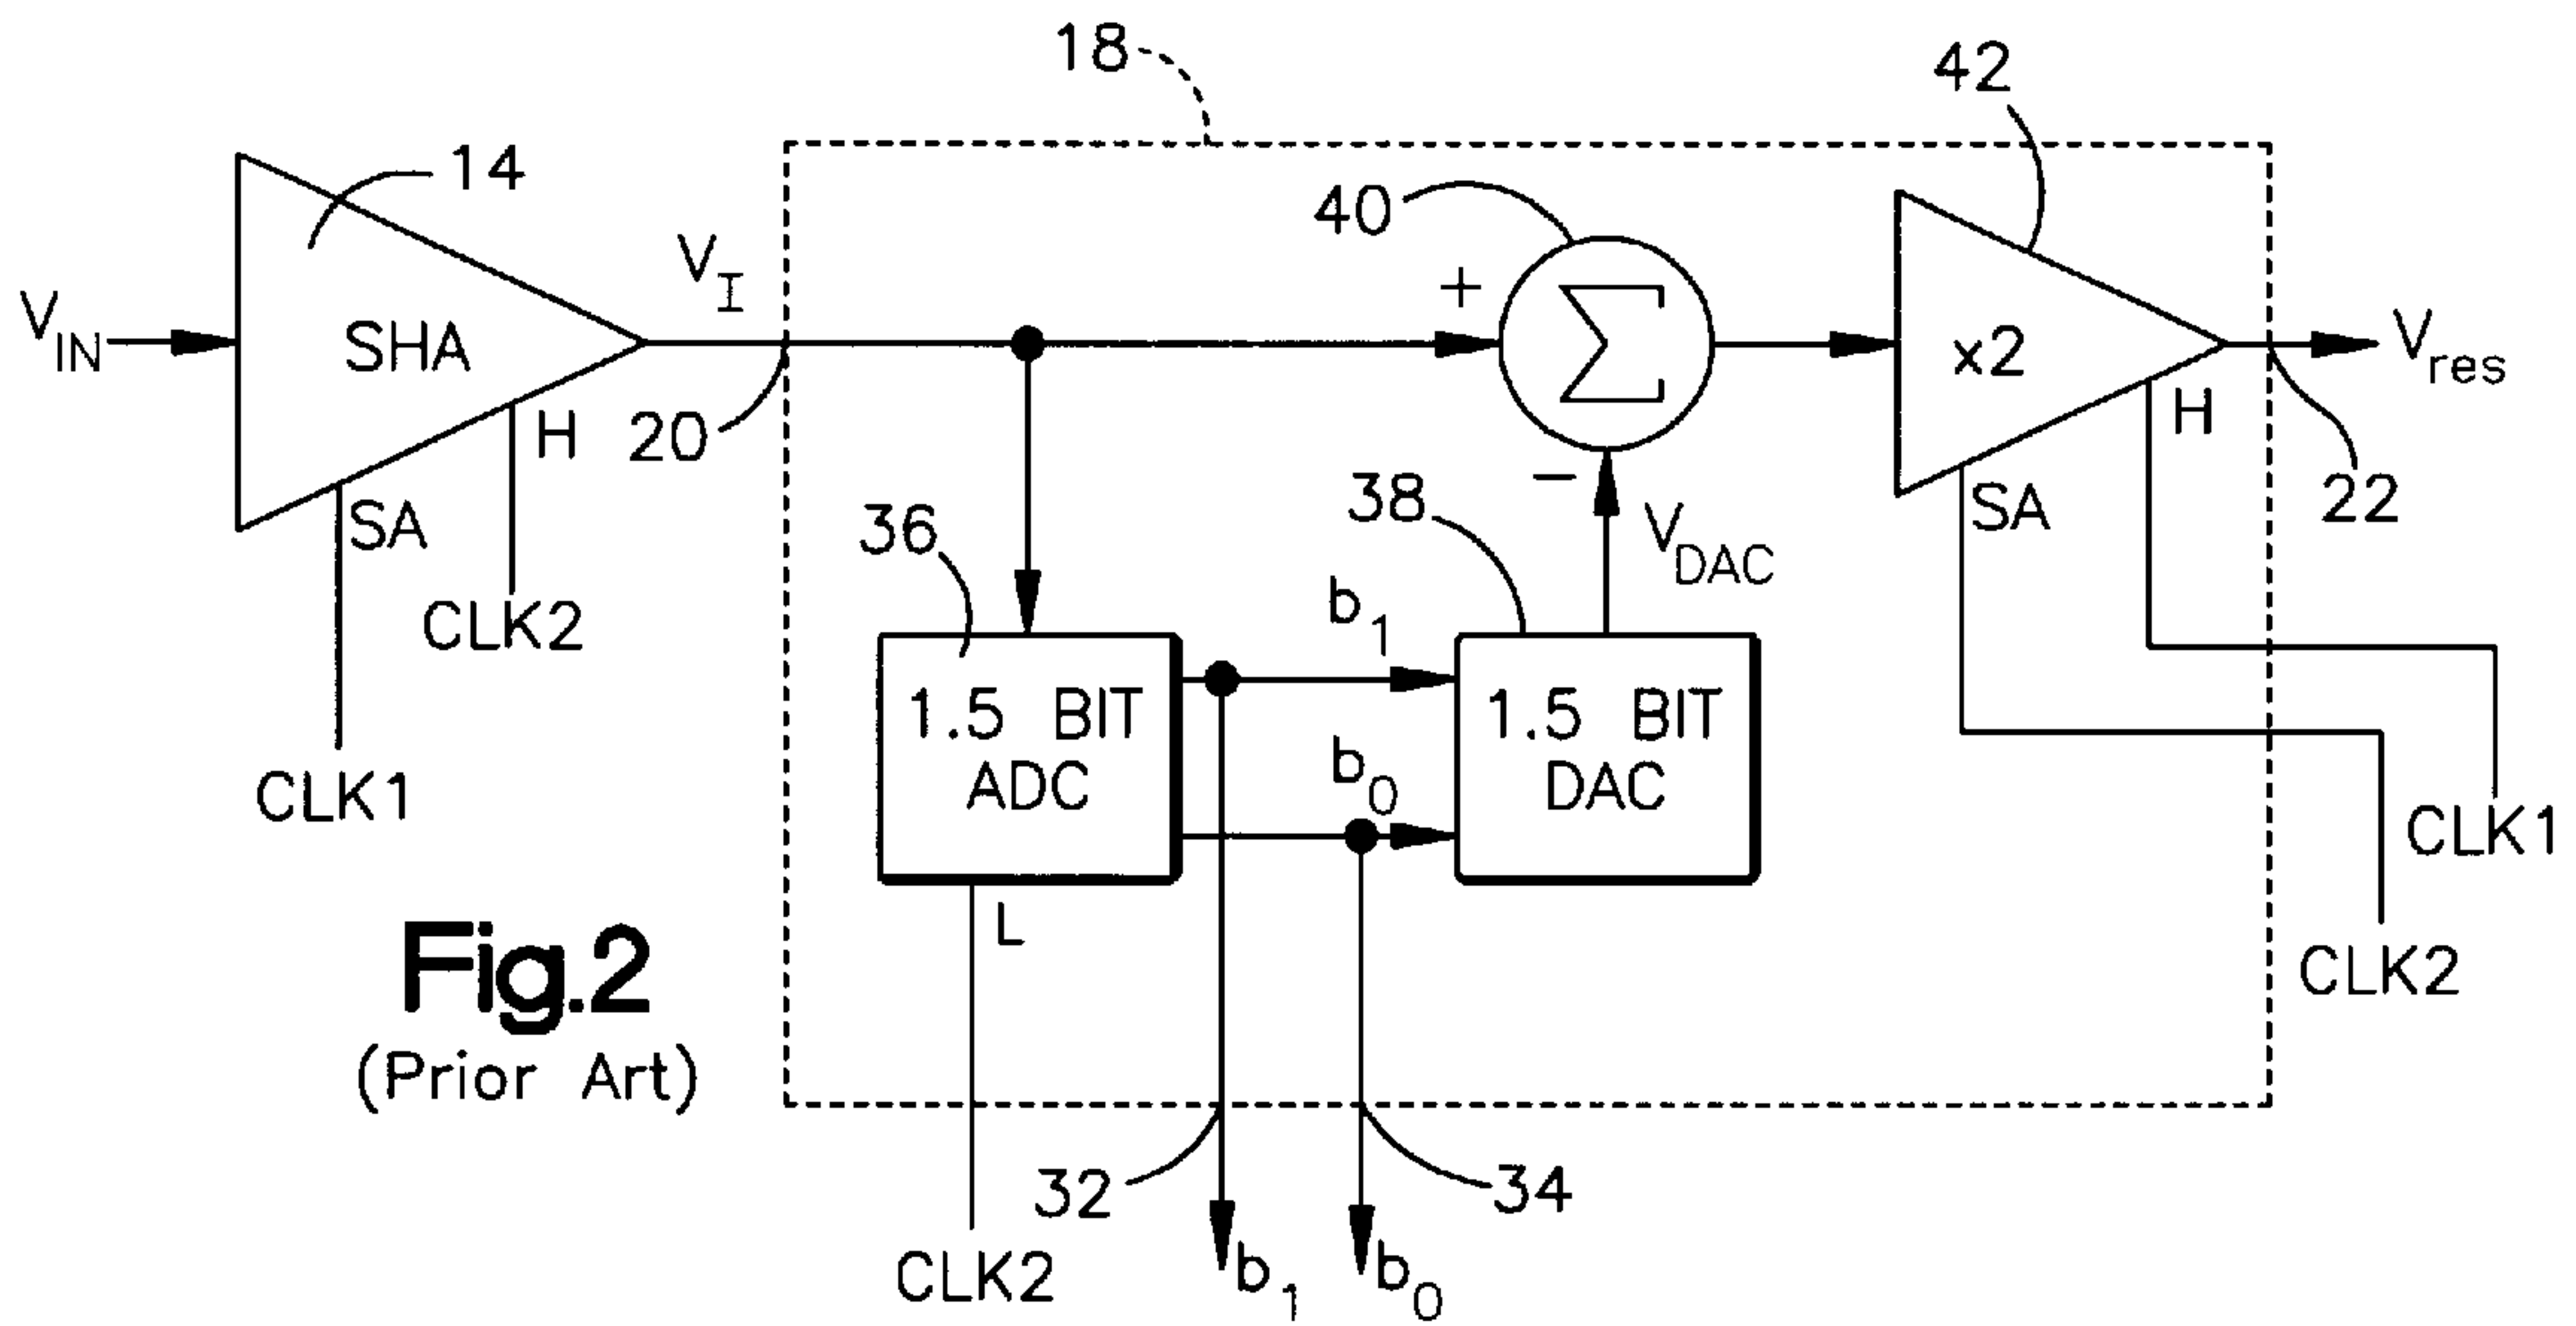 18
42
14
40
V_I
+
V_IN
SHA
Σ
x2
V_res
H
20
H
SA
−
SA
22
36
38
V_DAC
CLK2
b_1
1.5 BIT
ADC
1.5 BIT
DAC
b_0
CLK1
CLK1
L
CLK2
Fig.2
(Prior Art)
32
34
CLK2
b_1
b_0